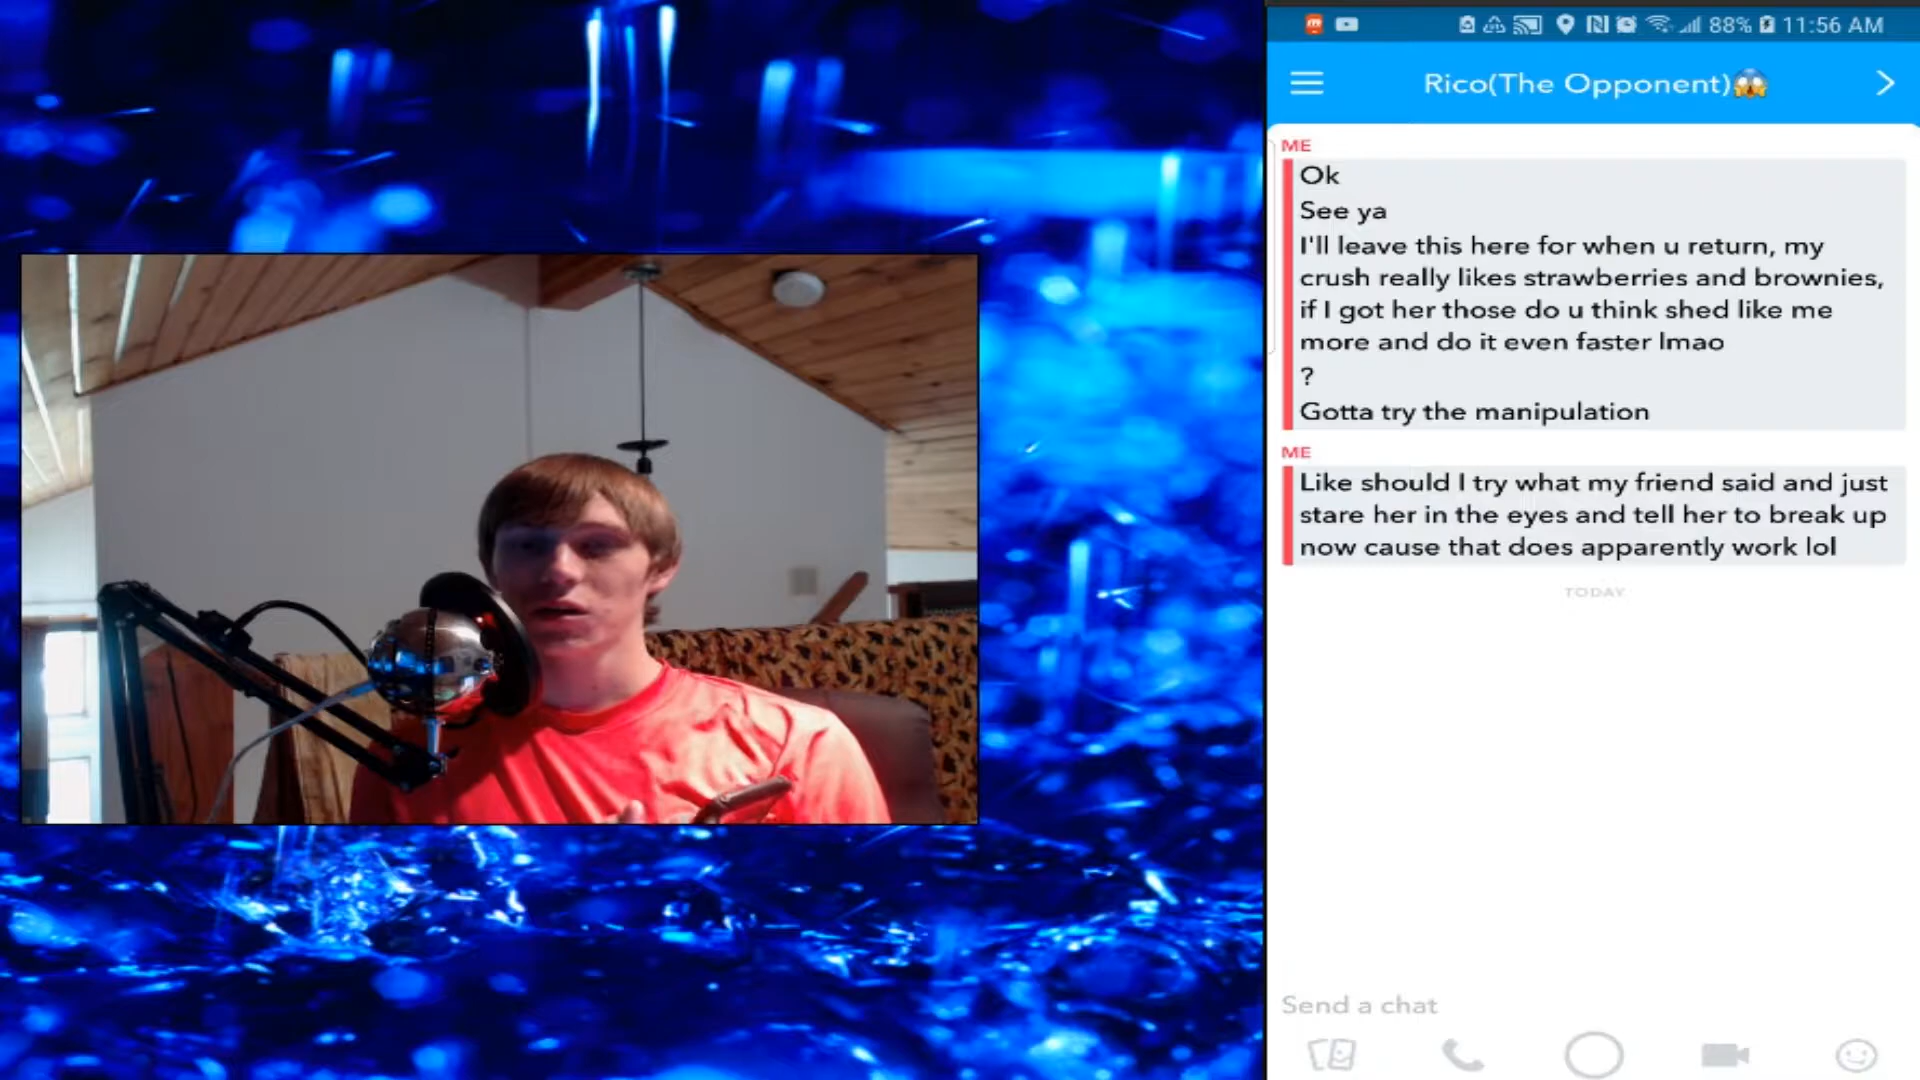 88% 11:56 AM
Rico(The Opponent)😱
ME
Ok
See ya
I'll leave this here for when u return, my
crush really likes strawberries and brownies,
if I got her those do u think shed like me
more and do it even faster lmao
?
Gotta try the manipulation
ME
Like should I try what my friend said and just
stare her in the eyes and tell her to break up
now cause that does apparently work lol
TODAY
Send a chat